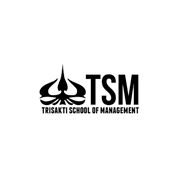 TSM
TRISAKTI SCHOOL OF MANAGEMENT